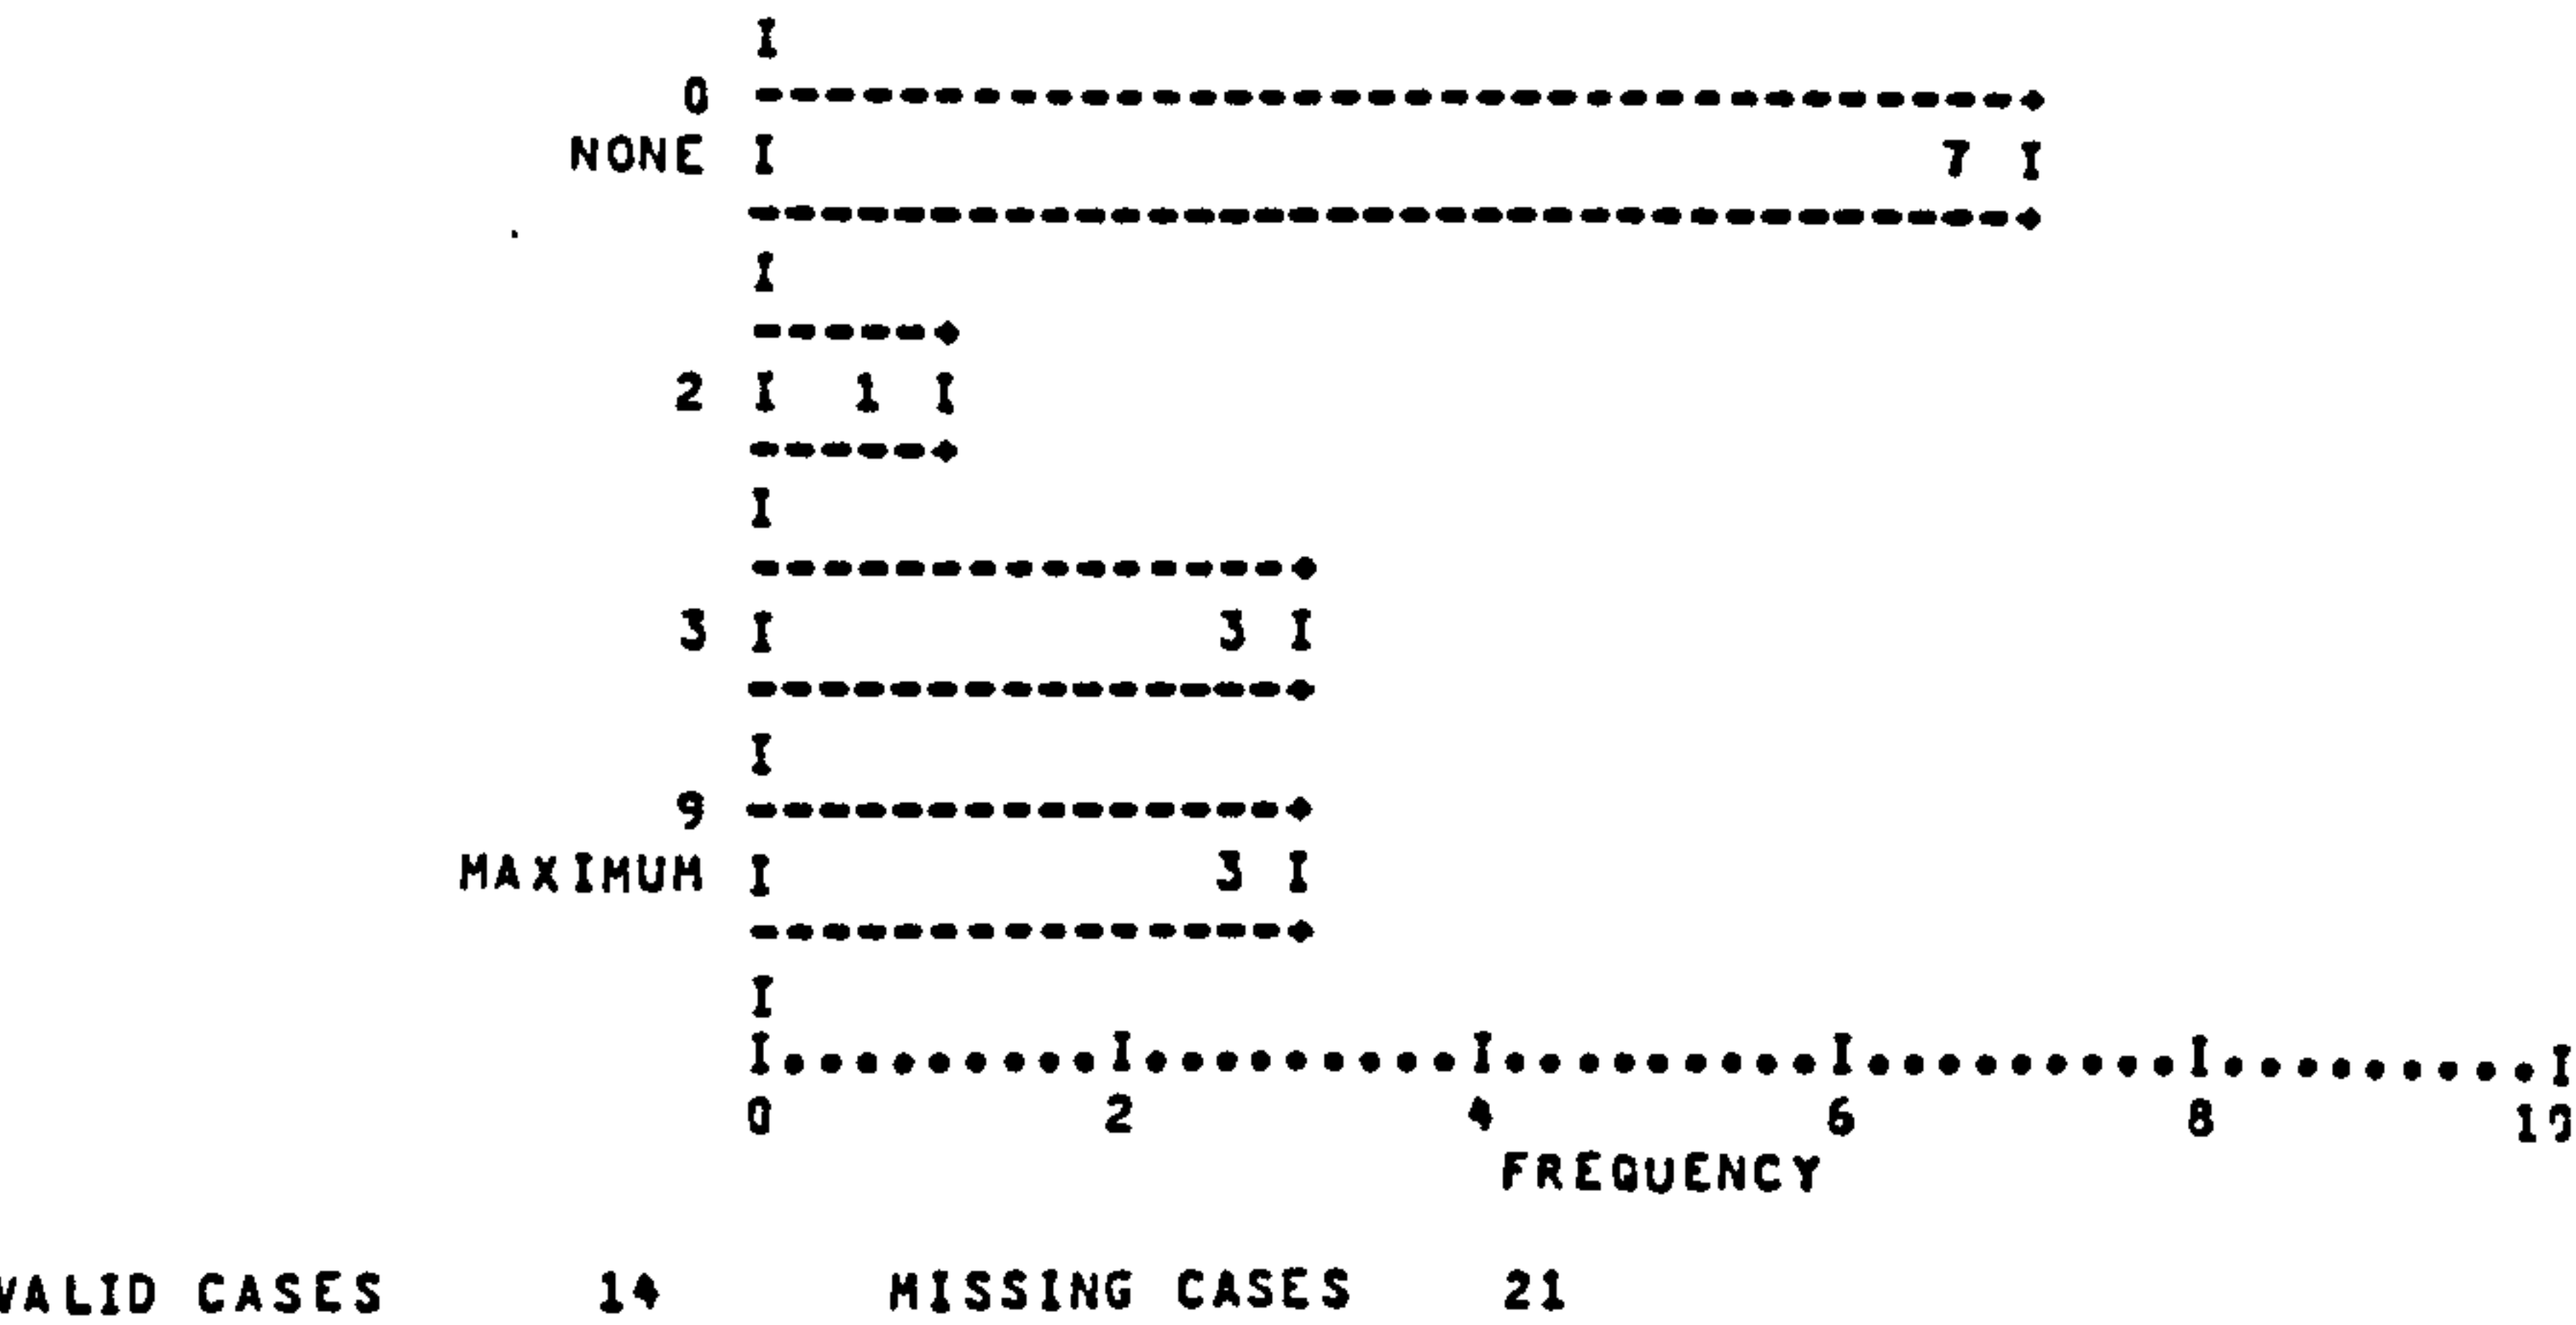 I
0 -----------------------------------◆
NONE I 7 I
-----------------------------------◆
I
-----◆
2 I 1 I
-----◆
I
---------------◆
3 I 3 I
---------------◆
I
9 ---------------◆
MAXIMUM I 3 I
---------------◆
I
I.........I.........I.........I.........I.........I
0 2 4 6 8 10
FREQUENCY
VALID CASES 14 MISSING CASES 21